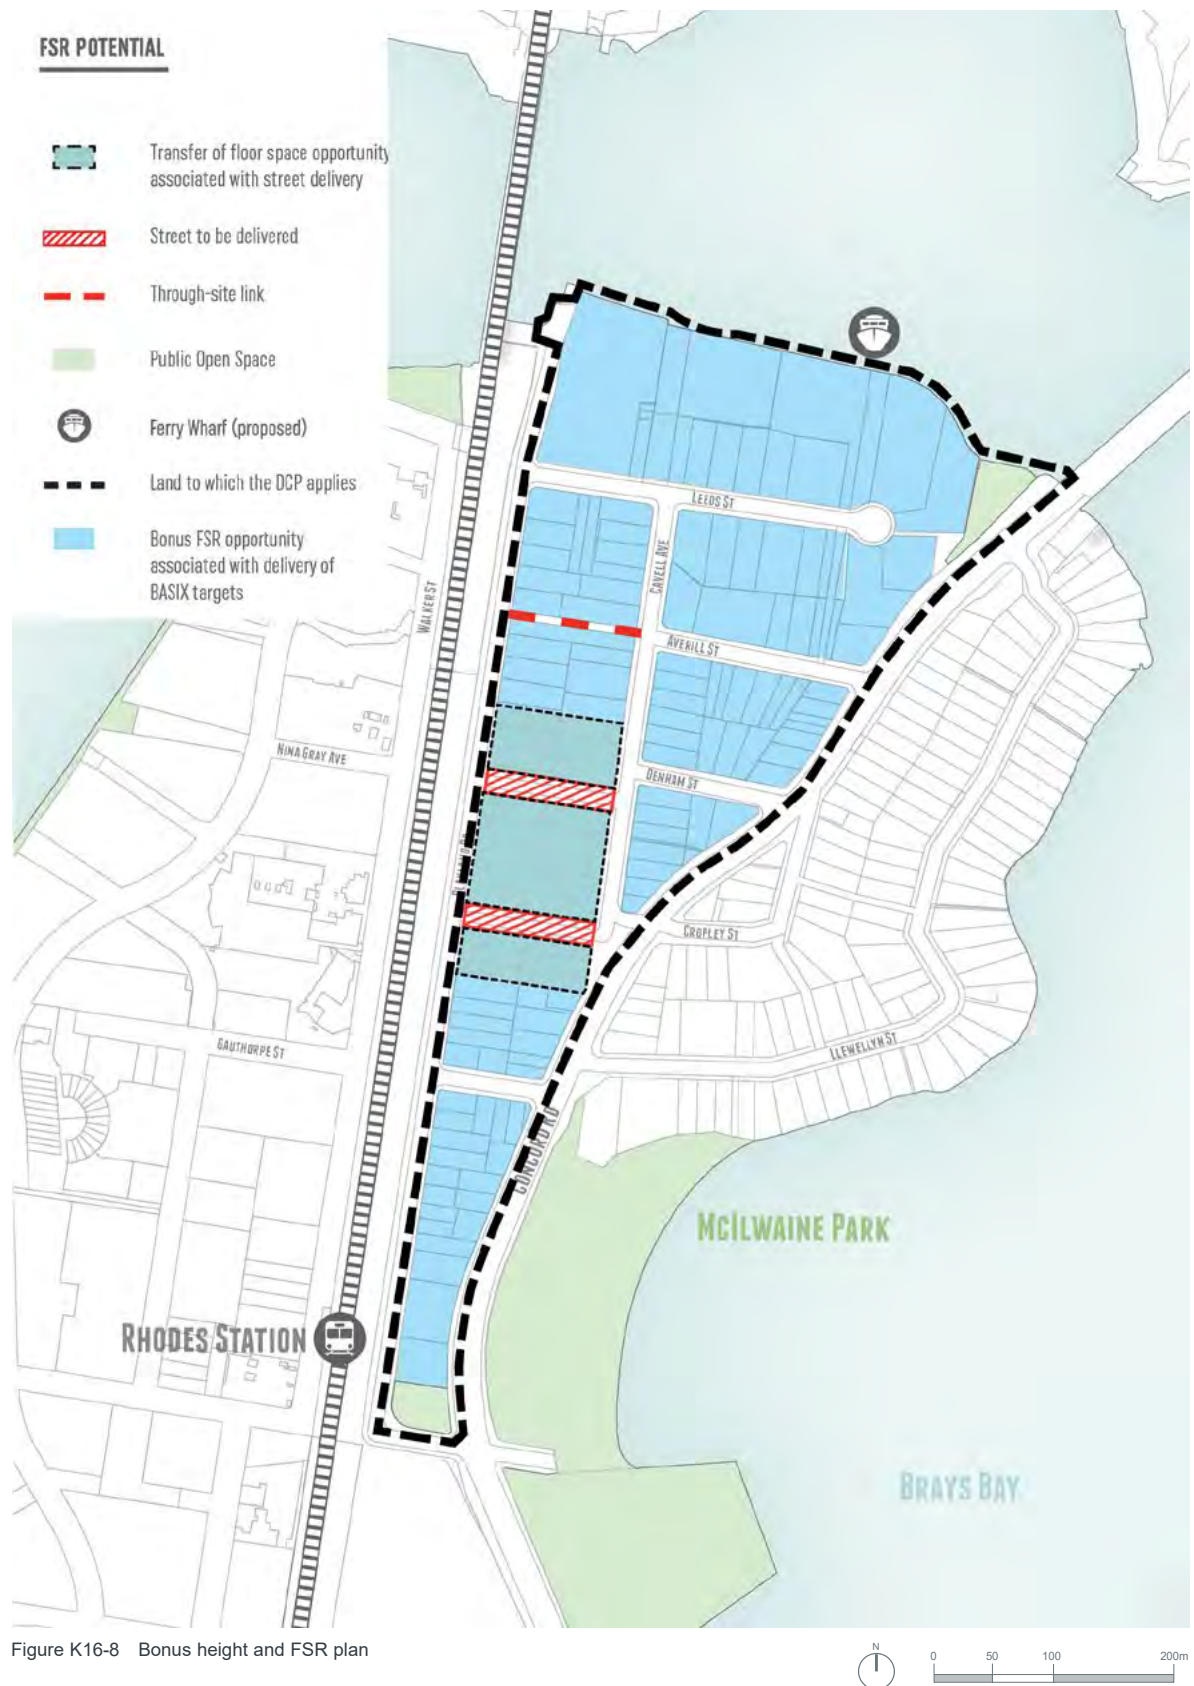 FSR POTENTIAL
Transfer of floor space opportunity
associated with street delivery
Street to be delivered
Through-site link
Public Open Space
Ferry Wharf (proposed)
Land to which the DCP applies
Bonus FSR opportunity
associated with delivery of
BASIX targets
LEEDS ST
CAVELL AVE
WALKER ST
AVERILL ST
NINA GRAY AVE
DENHAM ST
CROPLEY ST
GAUTHORPE ST
LLEWELLYN ST
CONCORD RD
MCILWAINE PARK
RHODES STATION
BRAYS BAY
Figure K16-8 Bonus height and FSR plan
N
0 50 100 200m